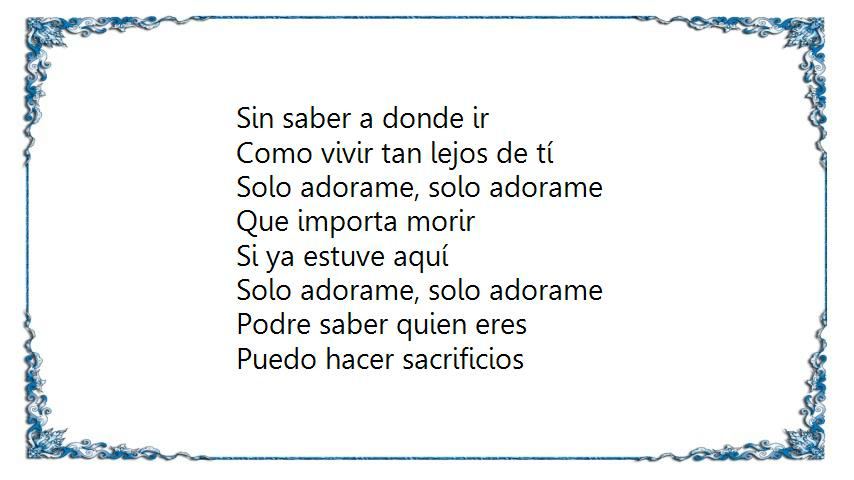 Sin saber a donde ir
Como vivir tan lejos de tí
Solo adorame, solo adorame
Que importa morir
Si ya estuve aquí
Solo adorame, solo adorame
Podre saber quien eres
Puedo hacer sacrificios